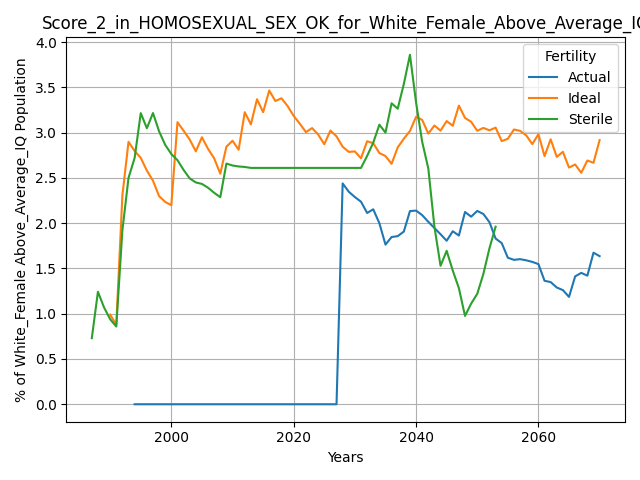 Score_2_in_HOMOSEXUAL_SEX_OK_for_White_Female_Above_Average_IQ
Fertility
Actual
Ideal
Sterile
% of White_Female Above_Average_IQ Population
4.0
3.5
3.0
2.5
2.0
1.5
1.0
0.5
0.0
2000
2020
2040
2060
Years